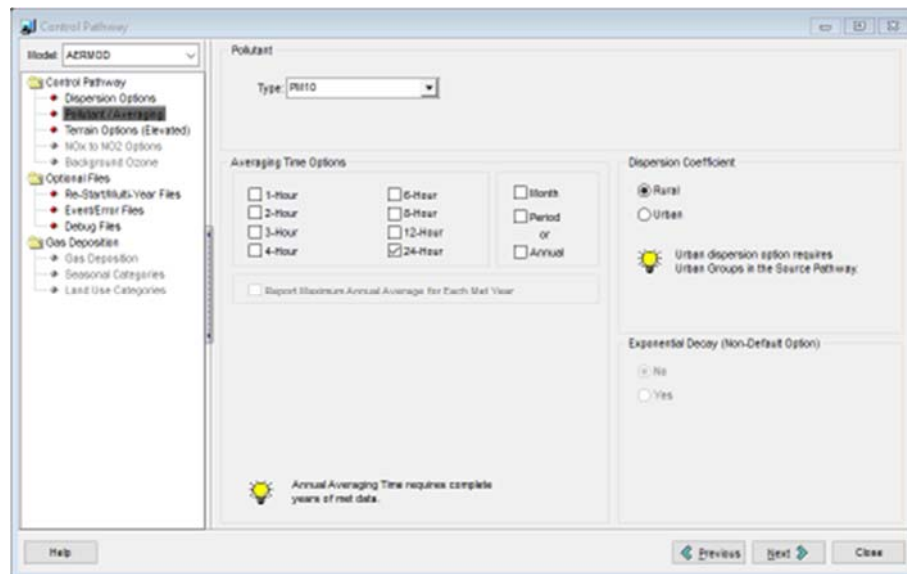 Control Pathway
Model: AERMOD
Control Pathway
Dispersion Options
Pollutant / Averaging
Terrain Options (Elevated)
NOx to NO2 Options
Background Ozone
Optional Files
Re-Start/Multi-Year Files
Event/Error Files
Debug Files
Gas Deposition
Gas Deposition
Seasonal Categories
Land Use Categories
Pollutant
Type: PM10
Averaging Time Options
1-Hour
2-Hour
3-Hour
4-Hour
6-Hour
8-Hour
12-Hour
24-Hour
Month
Period
or
Annual
Report Maximum Annual Average for Each Met Year
Annual Averaging Time requires complete
years of met data.
Dispersion Coefficient
Rural
Urban
Urban dispersion option requires
Urban Groups in the Source Pathway.
Exponential Decay (Non-Default Option)
No
Yes
Help
Previous
Next
Close